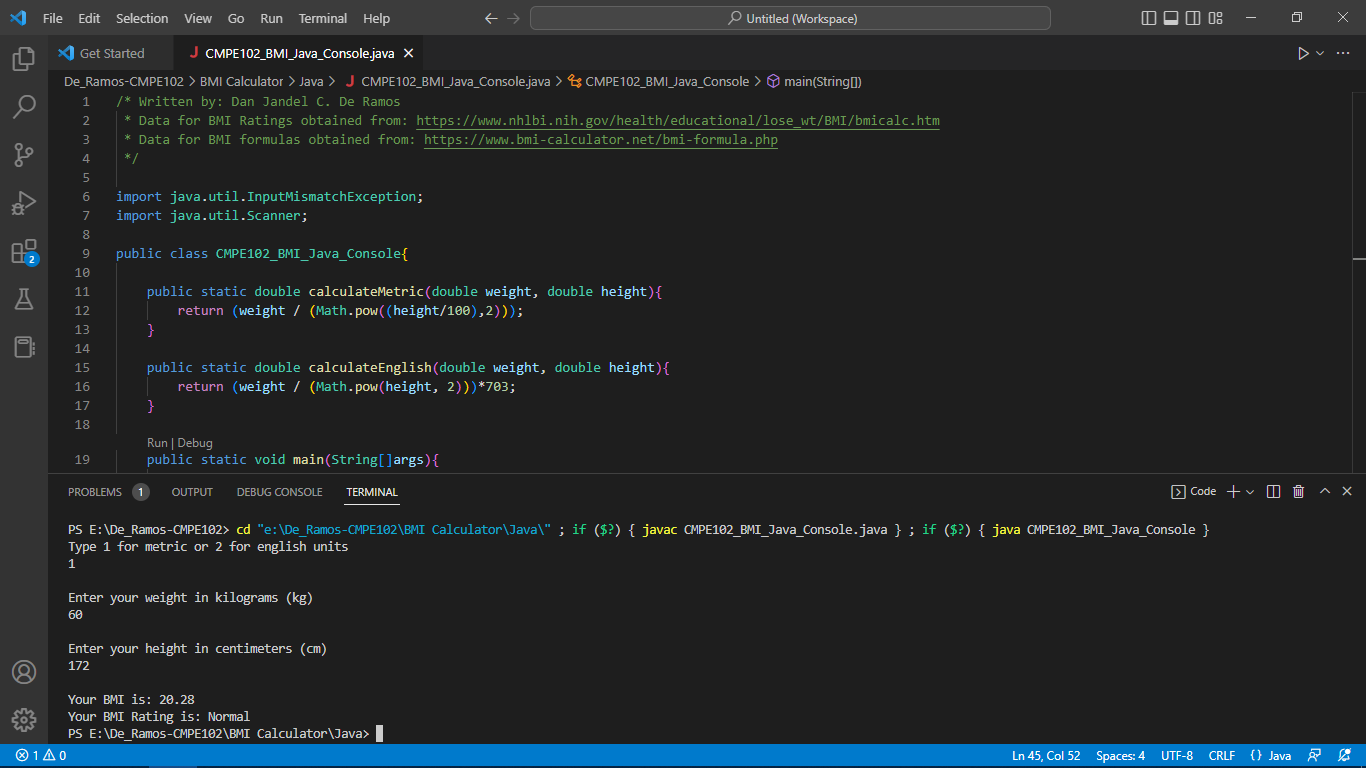 File Edit Selection View Go Run Terminal Help Untitled (Workspace)
Get Started CMPE102_BMI_Java_Console.java
De_Ramos-CMPE102 > BMI Calculator > Java > CMPE102_BMI_Java_Console.java > CMPE102_BMI_Java_Console > main(String[])
1 /* Written by: Dan Jandel C. De Ramos
2 * Data for BMI Ratings obtained from: https://www.nhlbi.nih.gov/health/educational/lose_wt/BMI/bmicalc.htm
3 * Data for BMI formulas obtained from: https://www.bmi-calculator.net/bmi-formula.php
4 */
5
6 import java.util.InputMismatchException;
7 import java.util.Scanner;
8
9 public class CMPE102_BMI_Java_Console{
10
11 public static double calculateMetric(double weight, double height){
12 return (weight / (Math.pow((height/100),2)));
13 }
14
15 public static double calculateEnglish(double weight, double height){
16 return (weight / (Math.pow(height, 2)))*703;
17 }
18
Run | Debug
19 public static void main(String[]args){
2
PROBLEMS 1 OUTPUT DEBUG CONSOLE TERMINAL Code
PS E:\De_Ramos-CMPE102> cd "e:\De_Ramos-CMPE102\BMI Calculator\Java\" ; if ($?) { javac CMPE102_BMI_Java_Console.java } ; if ($?) { java CMPE102_BMI_Java_Console }
Type 1 for metric or 2 for english units
1
Enter your weight in kilograms (kg)
60
Enter your height in centimeters (cm)
172
Your BMI is: 20.28
Your BMI Rating is: Normal
PS E:\De_Ramos-CMPE102\BMI Calculator\Java>
1 0 Ln 45, Col 52 Spaces: 4 UTF-8 CRLF {} Java